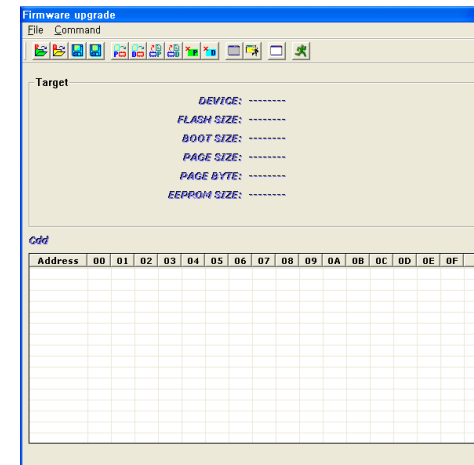 Firmware upgrade
File Command
Target
DEVICE: --------
FLASH SIZE: --------
BOOT SIZE: --------
PAGE SIZE: --------
PAGE BYTE: --------
EEPROM SIZE: --------
Cdd
Address 00 01 02 03 04 05 06 07 08 09 0A 0B 0C 0D 0E 0F